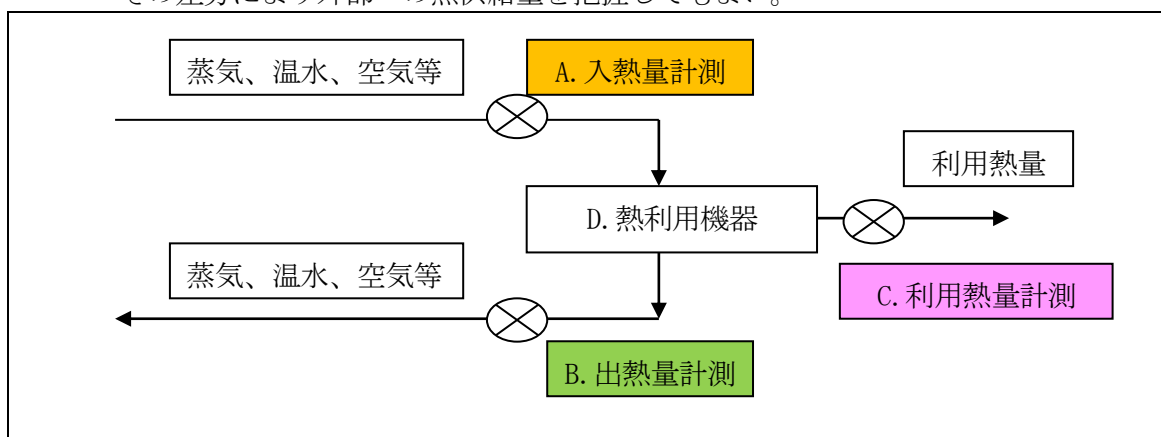 その差分により外部への熱供給量を把握してもよい。
蒸気、温水、空気等
A.入熱量計測
利用熱量
D.熱利用機器
蒸気、温水、空気等
C.利用熱量計測
B.出熱量計測